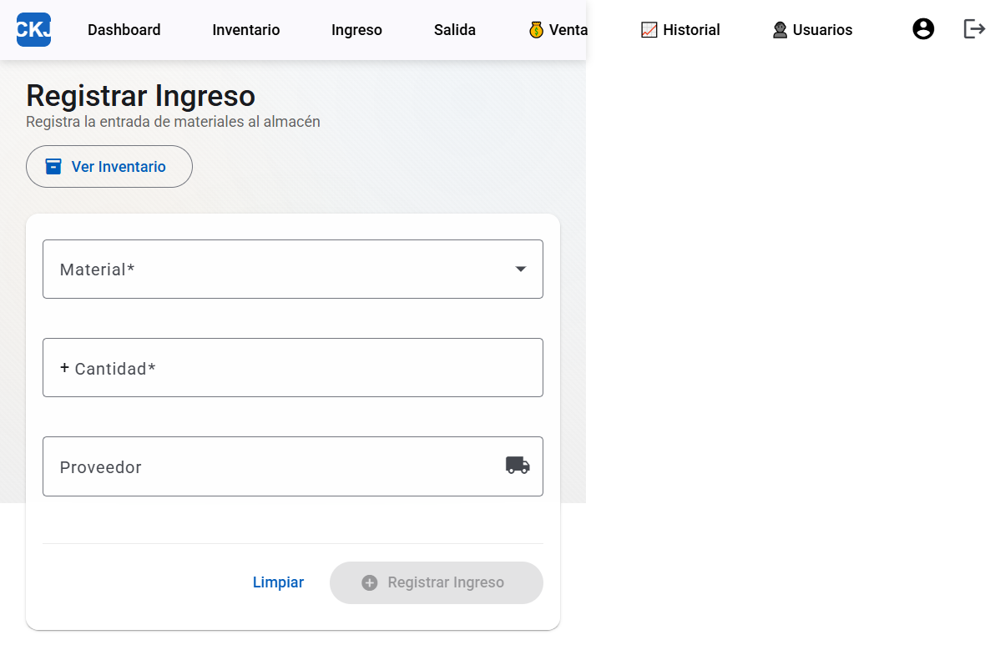 CKJ Dashboard Inventario Ingreso Salida 💰 Venta 📈 Historial Usuarios
Registrar Ingreso
Registra la entrada de materiales al almacén
Ver Inventario
Material*
+ Cantidad*
Proveedor
Limpiar Registrar Ingreso